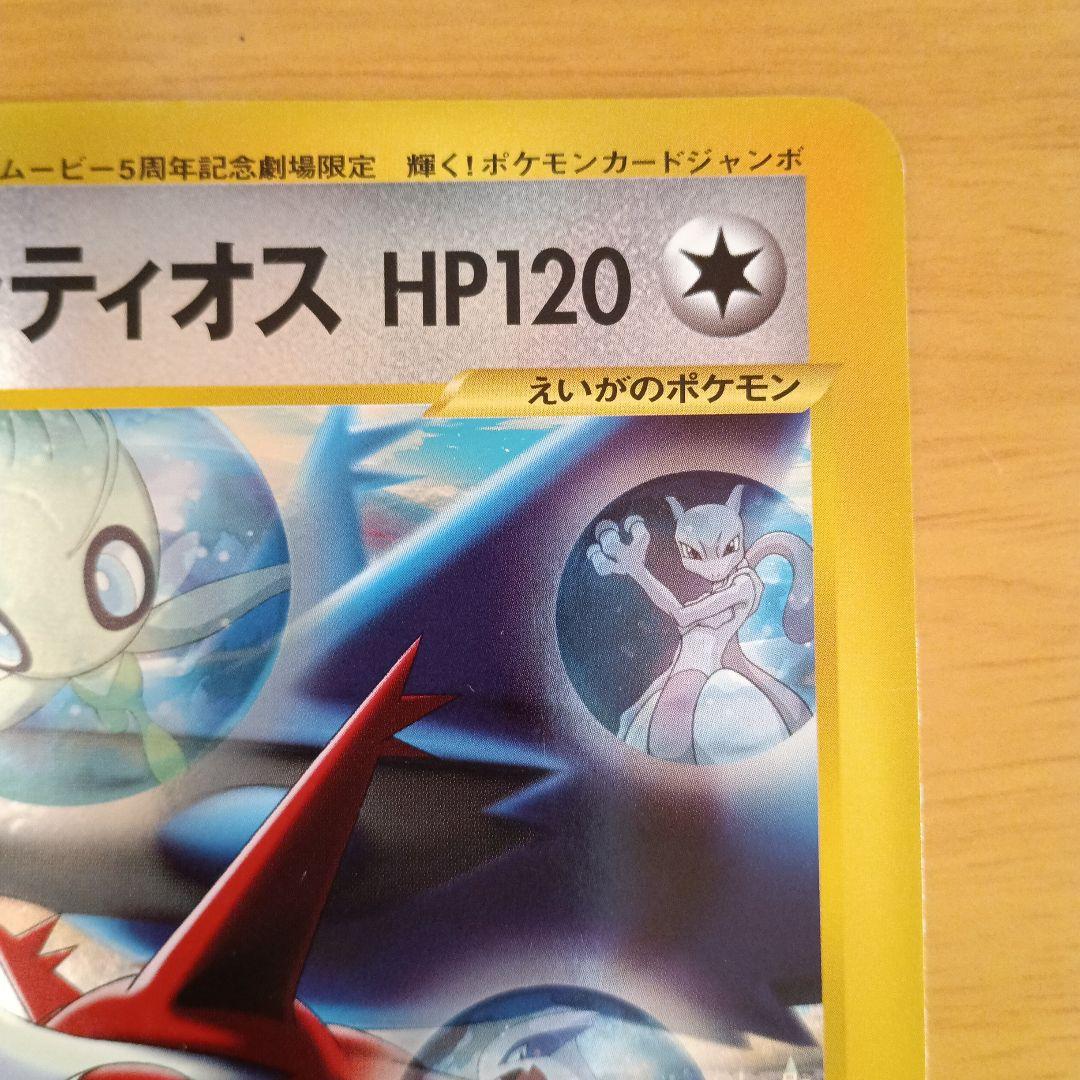 ムービー5周年記念劇場限定 輝く!ポケモンカードジャンボ
ティオス HP120
えいがのポケモン